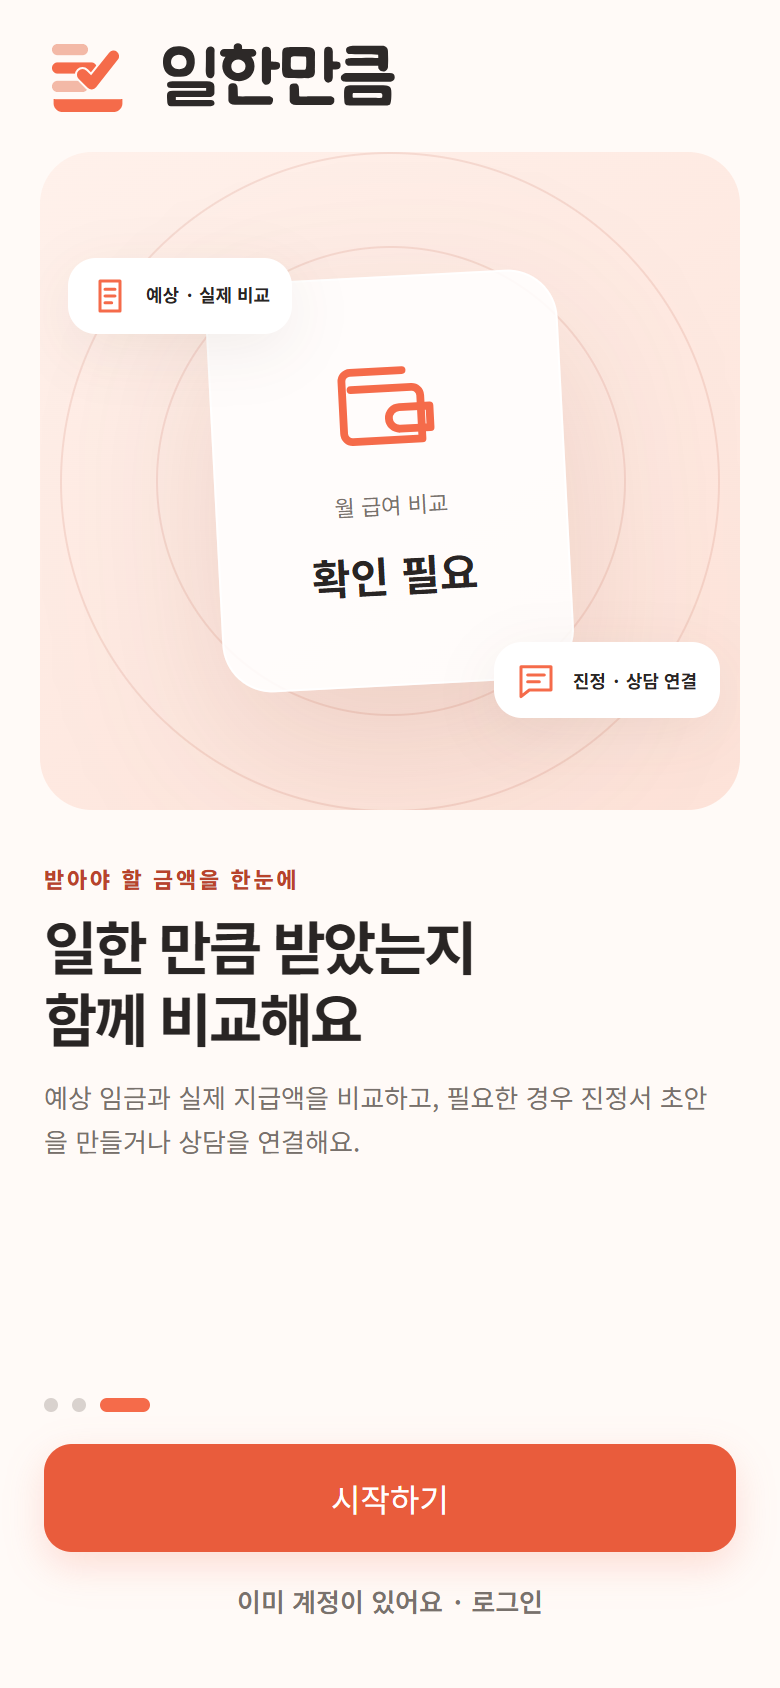 일한만큼
예상 · 실제 비교
월 급여 비교
확인 필요
진정 · 상담 연결
받아야 할 금액을 한눈에
일한 만큼 받았는지
함께 비교해요
예상 임금과 실제 지급액을 비교하고, 필요한 경우 진정서 초안
을 만들거나 상담을 연결해요.
시작하기
이미 계정이 있어요 · 로그인